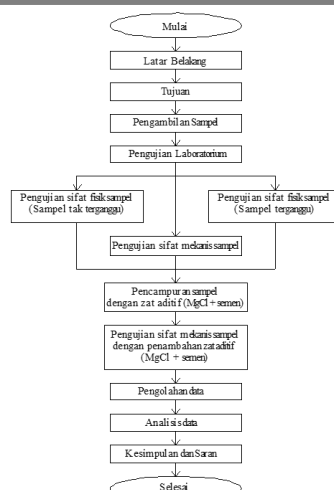 Mulai
Latar Belakang
Tujuan
Pengambilan Sampel
Pengujian Laboratorium
Pengujian sifat fisik sampel
(Sampel tak terganggu)
Pengujian sifat fisik sampel
(Sampel terganggu)
Pengujian sifat mekanis sampel
Pencampuran sampel
dengan zat aditif (MgCl + semen)
Pengujian sifat mekanis sampel
dengan penambahan zat aditif
(MgCl + semen)
Pengolahan data
Analisis data
Kesimpulan dan Saran
Selesai